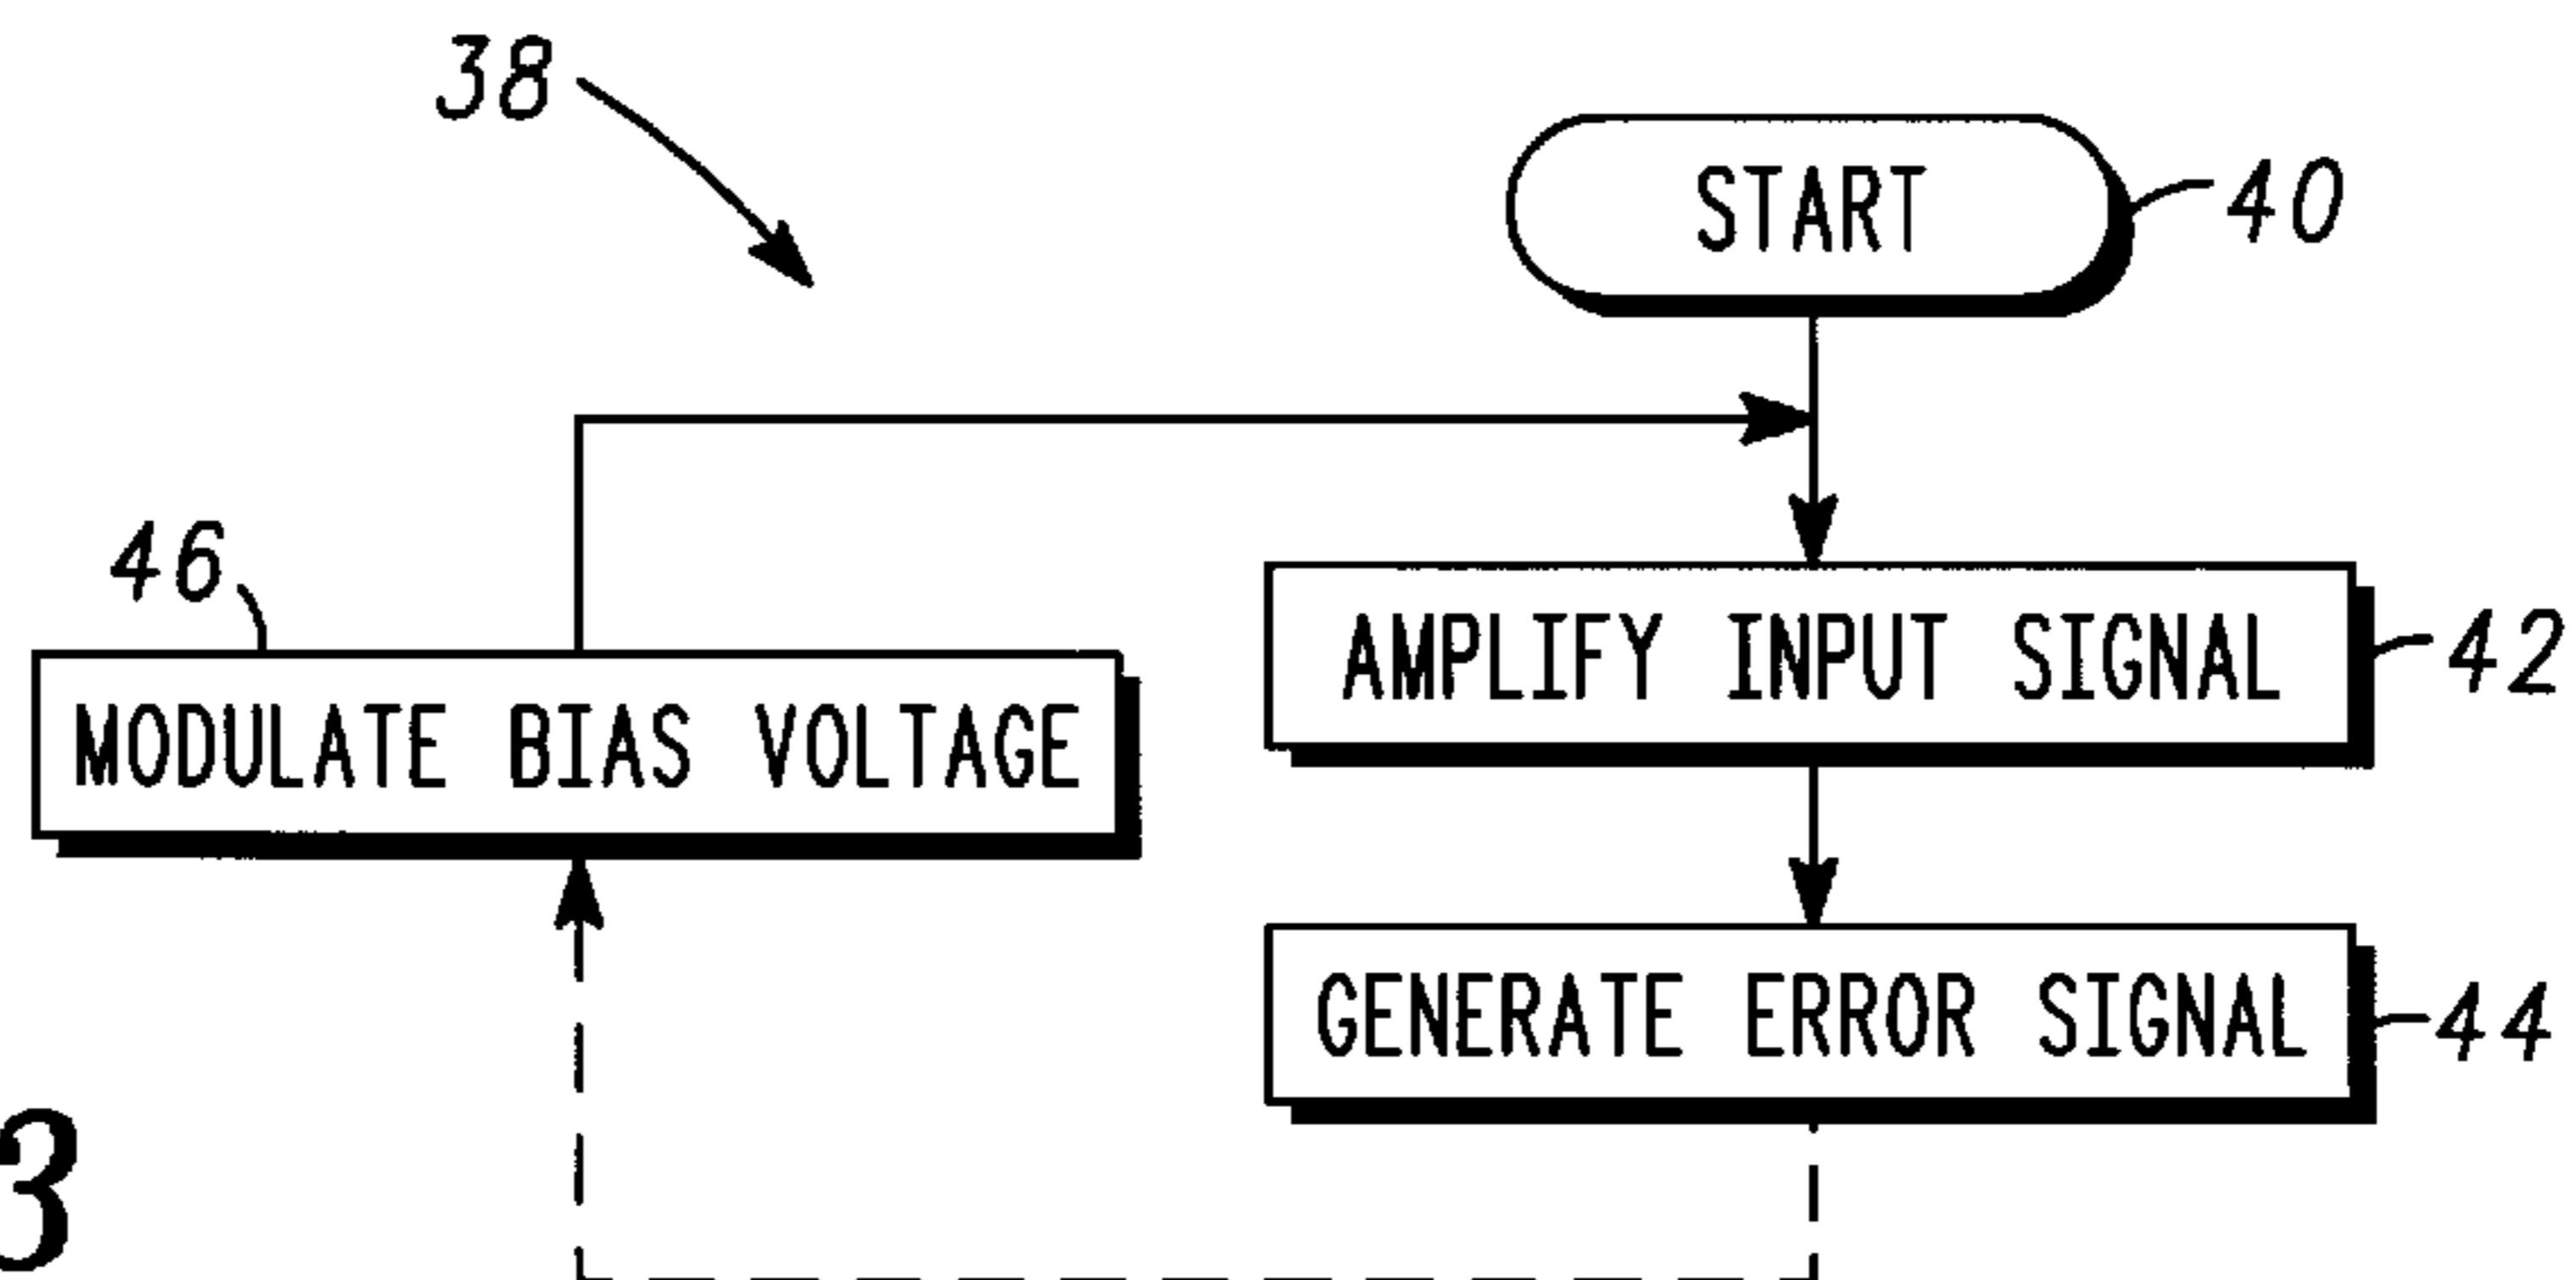 38
START
40
46
AMPLIFY INPUT SIGNAL
42
MODULATE BIAS VOLTAGE
GENERATE ERROR SIGNAL
44
3